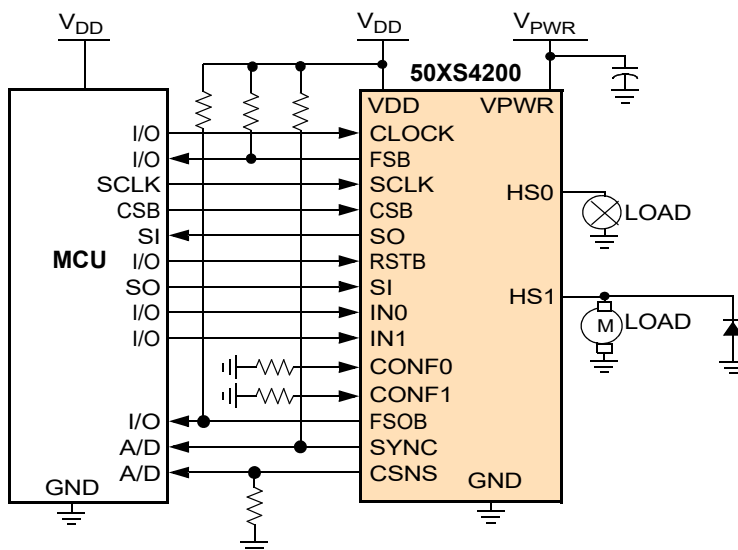 VDD
VDD
VPWR
50XS4200
VDD
VPWR
I/O
CLOCK
I/O
FSB
SCLK
SCLK
HS0
CSB
CSB
LOAD
SI
SO
MCU
I/O
RSTB
SO
SI
HS1
I/O
IN0
M
LOAD
I/O
IN1
CONF0
CONF1
I/O
FSOB
A/D
SYNC
A/D
CSNS
GND
GND